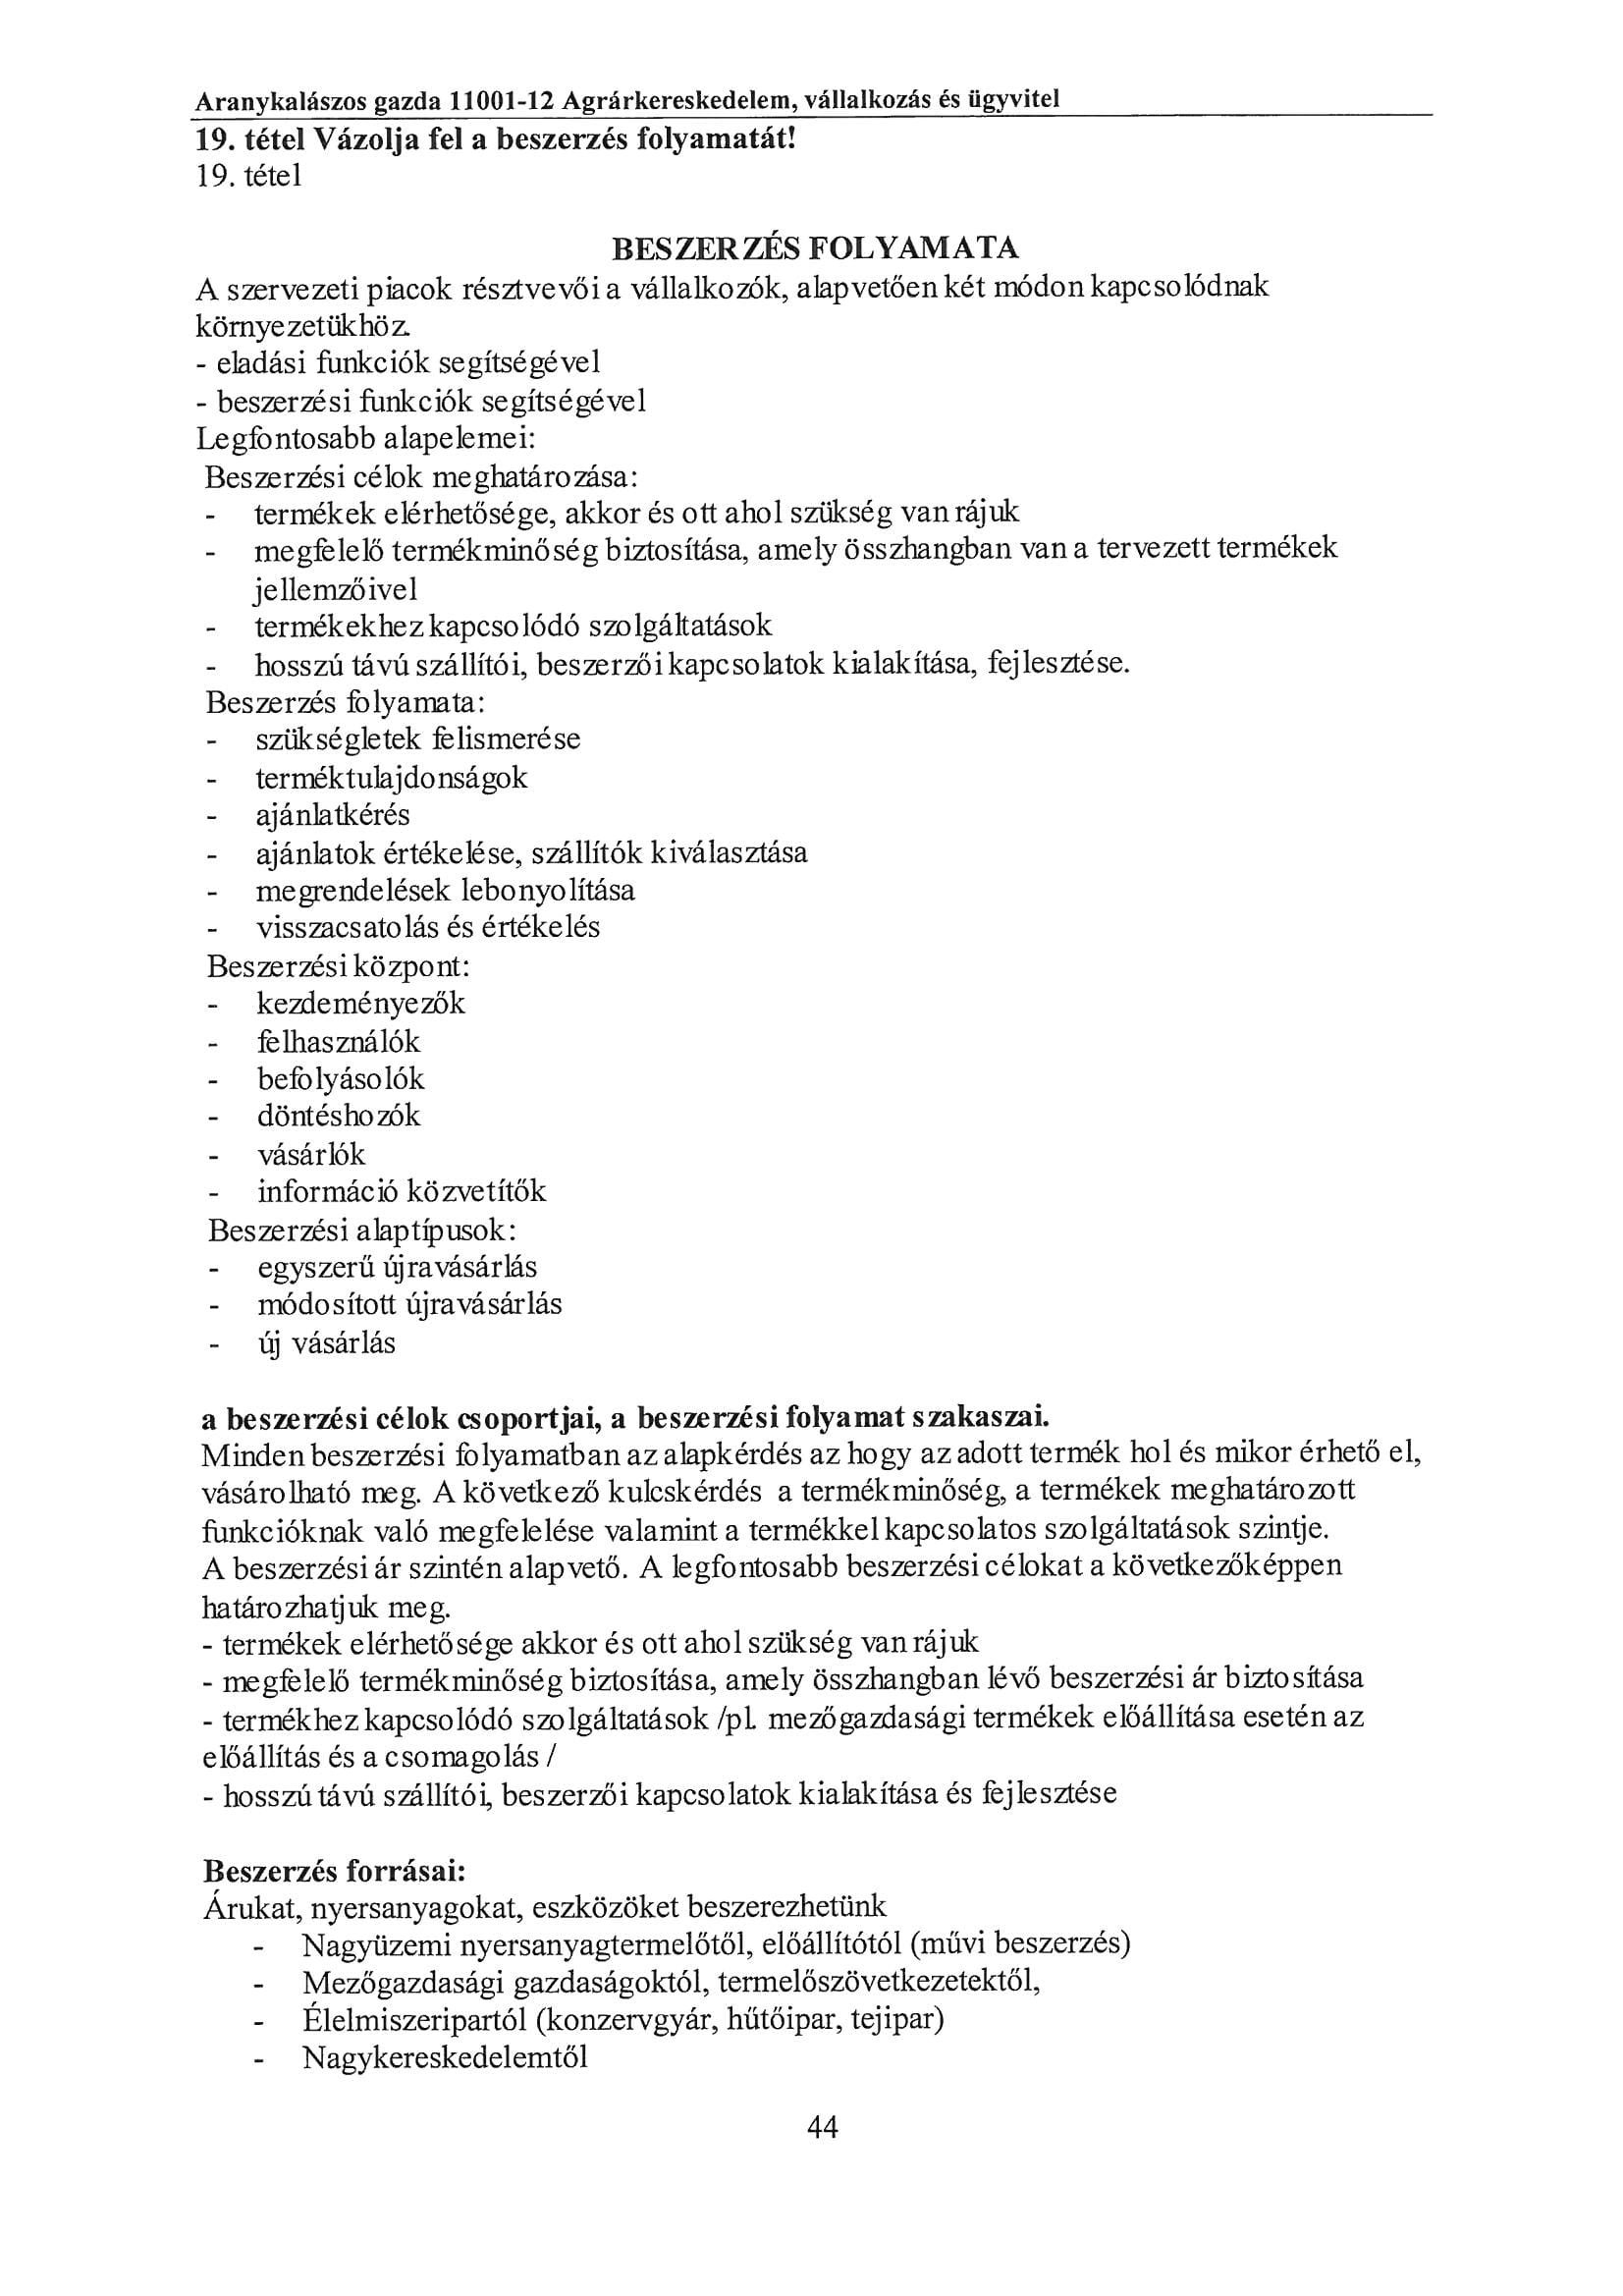 Aranykalászos gazda 11001-12 Agrárkereskedelem, vállalkozás és ügyvitel
19. tétel Vázolja fel a beszerzés folyamatát!
19. tétel
BESZERZÉS FOLYAMATA
A szervezeti piacok résztvevői a vállalkozók, alapvetően két módon kapcsolódnak
környezetükhöz.
- eladási funkciók segítségével
- beszerzési funkciók segítségével
Legfontosabb alapelemei:
Beszerzési célok meghatározása:
- termékek elérhetősége, akkor és ott ahol szükség van rájuk
- megfelelő termékminőség biztosítása, amely összhangban van a tervezett termékek
jellemzőivel
- termékekhez kapcsolódó szolgáltatások
- hosszú távú szállítói, beszerzői kapcsolatok kialakítása, fejlesztése.
Beszerzés folyamata:
- szükségletek felismerése
- terméktulajdonságok
- ajánlatkérés
- ajánlatok értékelése, szállítók kiválasztása
- megrendelések lebonyolítása
- visszacsatolás és értékelés
Beszerzési központ:
- kezdeményezők
- felhasználók
- befolyásolók
- döntéshozók
- vásárlók
- információ közvetítők
Beszerzési alaptípusok:
- egyszerű újravásárlás
- módosított újravásárlás
- új vásárlás
a beszerzési célok csoportjai, a beszerzési folyamat szakaszai.
Minden beszerzési folyamatban az alapkérdés az hogy az adott termék hol és mikor érhető el,
vásárolható meg. A következő kulcskérdés a termékminőség, a termékek meghatározott
funkcióknak való megfelelése valamint a termékkel kapcsolatos szolgáltatások szintje.
A beszerzési ár szintén alapvető. A legfontosabb beszerzési célokat a következőképpen
határozhatjuk meg.
- termékek elérhetősége akkor és ott ahol szükség van rájuk
- megfelelő termékminőség biztosítása, amely összhangban lévő beszerzési ár biztosítása
- termékhez kapcsolódó szolgáltatások /pl. mezőgazdasági termékek előállítása esetén az
előállítás és a csomagolás /
- hosszú távú szállítói, beszerzői kapcsolatok kialakítása és fejlesztése
Beszerzés forrásai:
Árukat, nyersanyagokat, eszközöket beszerezhetünk
- Nagyüzemi nyersanyagtermelőtől, előállítótól (művi beszerzés)
- Mezőgazdasági gazdaságoktól, termelőszövetkezetektől,
- Élelmiszeripartól (konzervgyár, hűtőipar, tejipar)
- Nagykereskedelemtől
44